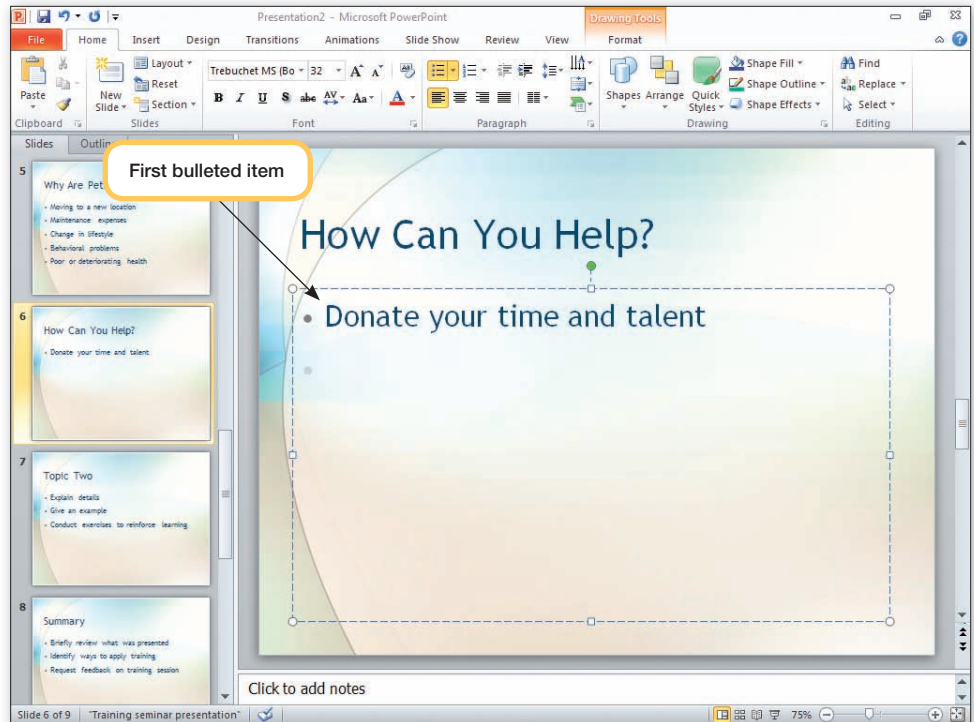 Presentation2 - Microsoft PowerPoint
Drawing Tools
File Home Insert Design Transitions Animations Slide Show Review View Format
Paste
Clipboard
New Slide
Layout
Reset
Section
Slides
Trebuchet MS (Bo 32
B I U S abc AV Aa A
Font
Paragraph
Shapes Arrange Quick Styles
Shape Fill
Shape Outline
Shape Effects
Drawing
Find
Replace
Select
Editing
Slides Outline
First bulleted item
5
Why Are Pet
• Moving to a new location
• Maintenance expenses
• Change in lifestyle
• Behavioral problems
• Poor or deteriorating health
6
How Can You Help?
• Donate your time and talent
7
Topic Two
• Explain details
• Give an example
• Conduct exercises to reinforce learning
8
Summary
• Briefly review what was presented
• Identify ways to apply training
• Request feedback on training session
How Can You Help?
• Donate your time and talent
Click to add notes
Slide 6 of 9 "Training seminar presentation" 75%